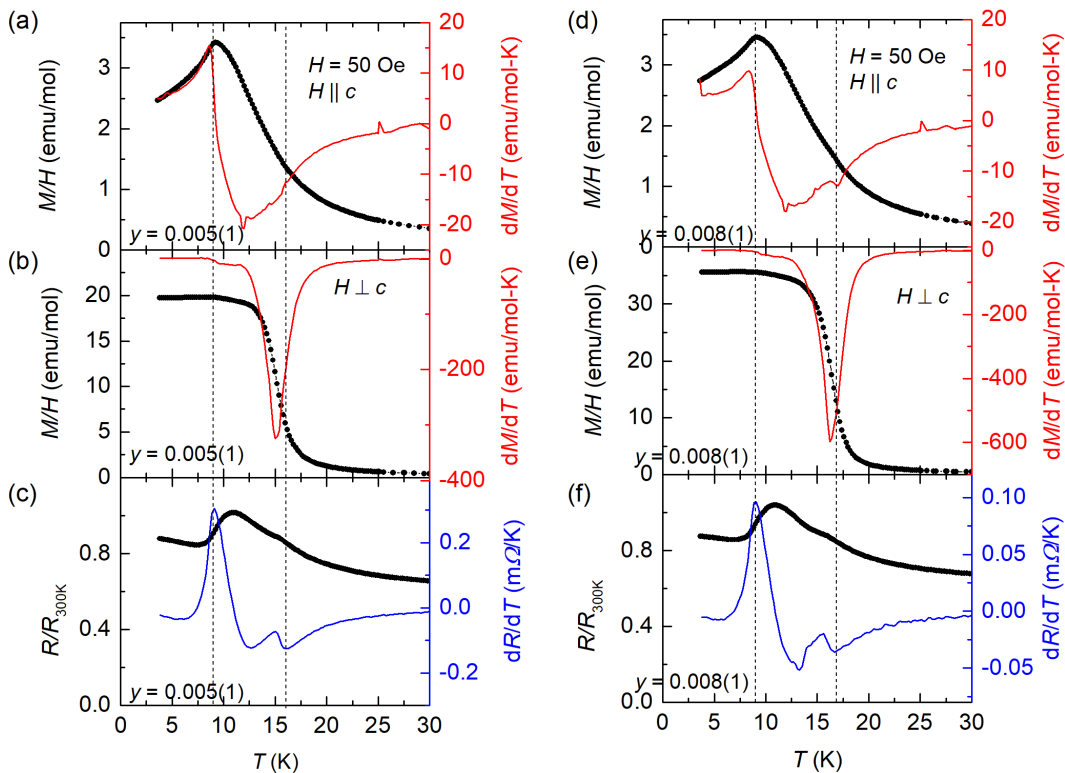 (a)
M/H (emu/mol)
3
2
1
0
H = 50 Oe
H || c
y = 0.005(1)
20
10
0
-10
-20
dM/dT (emu/mol-K)
(b)
M/H (emu/mol)
20
15
10
5
0
H ⊥ c
y = 0.005(1)
0
-200
-400
dM/dT (emu/mol-K)
(c)
R/R300K
0.8
0.4
0.0
y = 0.005(1)
0.2
0.0
-0.2
dR/dT (mΩ/K)
0 5 10 15 20 25 30
T (K)
(d)
M/H (emu/mol)
3
2
1
0
H = 50 Oe
H || c
y = 0.008(1)
20
10
0
-10
-20
dM/dT (emu/mol-K)
(e)
M/H (emu/mol)
30
20
10
0
H ⊥ c
y = 0.008(1)
0
-200
-400
-600
dM/dT (emu/mol-K)
(f)
R/R300K
0.8
0.4
0.0
y = 0.008(1)
0.10
0.05
0.00
-0.05
dR/dT (mΩ/K)
0 5 10 15 20 25 30
T (K)